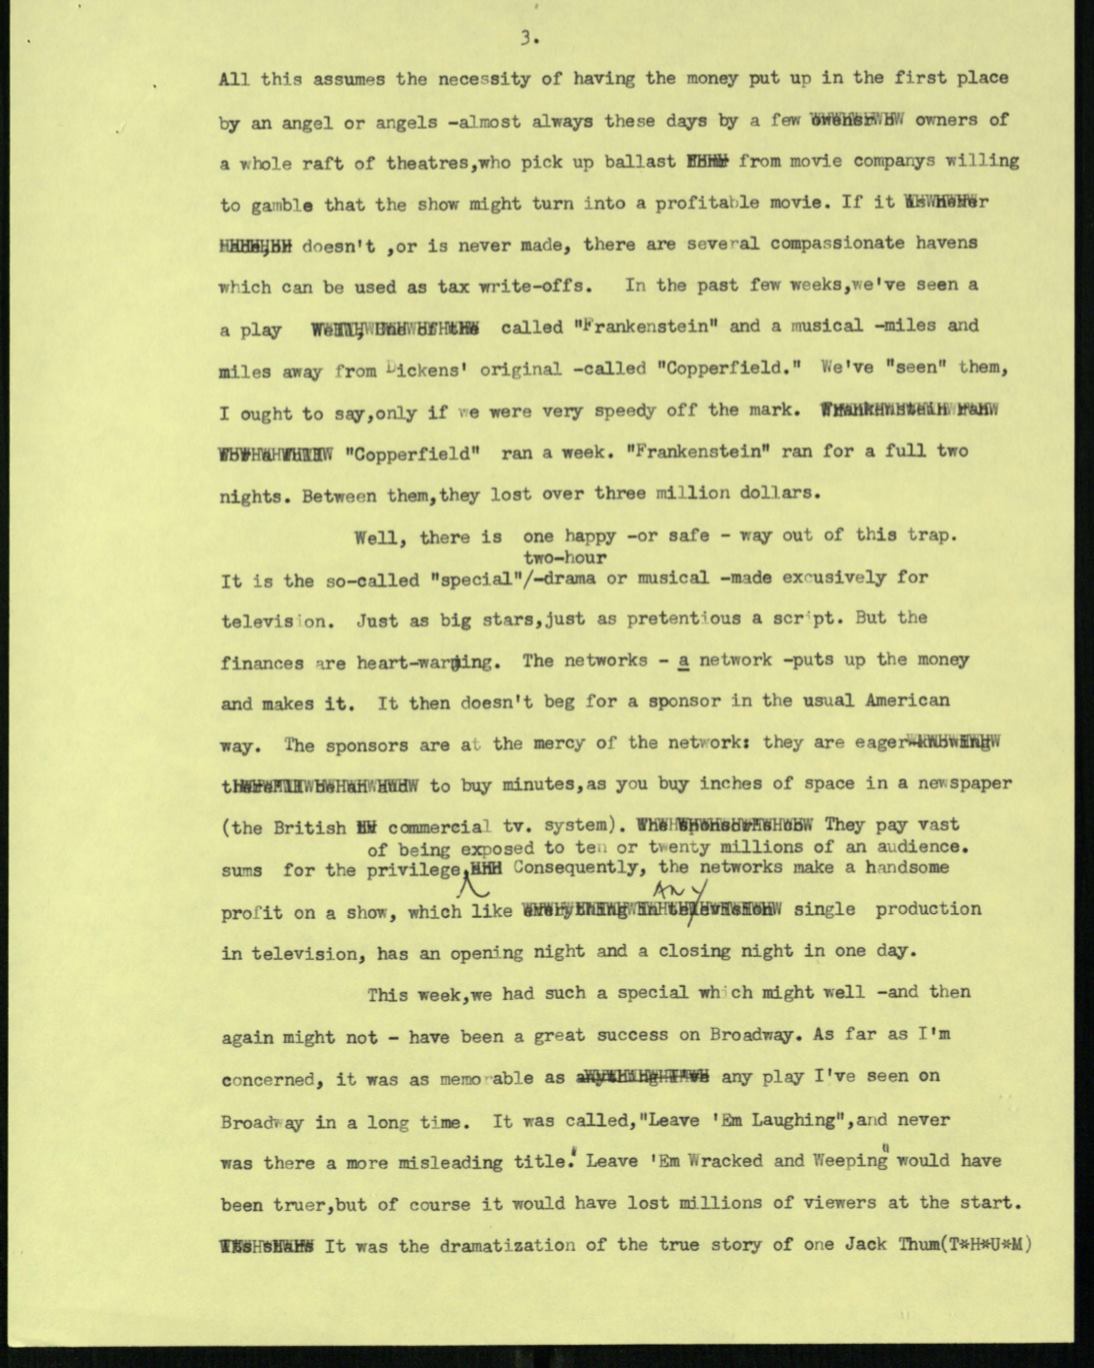 3.
All this assumes the necessity of having the money put up in the first place
by an angel or angels -almost always these days by a few owners of
a whole raft of theatres,who pick up ballast from movie companys willing
to gamble that the show might turn into a profitable movie. If it
doesn't ,or is never made, there are several compassionate havens
which can be used as tax write-offs. In the past few weeks,we've seen a
a play called "Frankenstein" and a musical -miles and
miles away from Dickens' original -called "Copperfield." We've "seen" them,
I ought to say,only if we were very speedy off the mark.
"Copperfield" ran a week. "Frankenstein" ran for a full two
nights. Between them,they lost over three million dollars.
Well, there is one happy -or safe - way out of this trap.
two-hour
It is the so-called "special"/-drama or musical -made excusively for
television. Just as big stars,just as pretentious a script. But the
finances are heart-warming. The networks - a network -puts up the money
and makes it. It then doesn't beg for a sponsor in the usual American
way. The sponsors are at the mercy of the network: they are eager
to buy minutes,as you buy inches of space in a newspaper
(the British commercial tv. system). They pay vast
of being exposed to ten or twenty millions of an audience.
sums for the privilege, Consequently, the networks make a handsome
ANY
profit on a show, which like single production
in television, has an opening night and a closing night in one day.
This week,we had such a special which might well -and then
again might not - have been a great success on Broadway. As far as I'm
concerned, it was as memorable as any play I've seen on
Broadway in a long time. It was called,"Leave 'Em Laughing",and never
was there a more misleading title." Leave 'Em Wracked and Weeping" would have
been truer,but of course it would have lost millions of viewers at the start.
It was the dramatization of the true story of one Jack Thum(T*H*U*M)